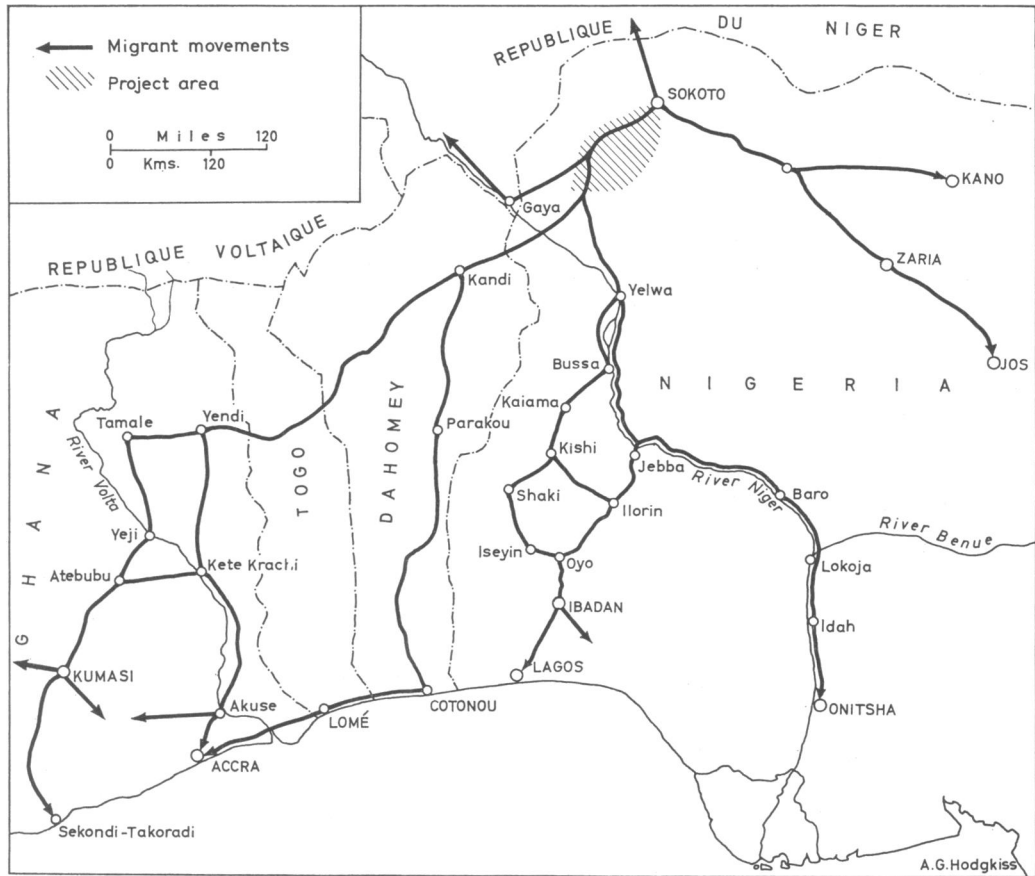 Migrant movements
Project area
0 Miles 120
0 Kms. 120
REPUBLIQUE DU NIGER
SOKOTO
KANO
Gaya
REPUBLIQUE VOLTAIQUE
ZARIA
Kandi
Yelwa
JOS
Bussa
NIGERIA
Kaiama
Tamale
Yendi
Parakou
DAHOMEY
TOGO
GHANA
River Volta
Kishi
Jebba
River Niger
Baro
Shaki
Ilorin
Yeji
Iseyin
Oyo
River Benue
Lokoja
Atebubu
Kete Krachi
IBADAN
Idah
KUMASI
LAGOS
Akuse
LOMÉ
COTONOU
ONITSHA
ACCRA
Sekondi-Takoradi
A.G.Hodgkiss